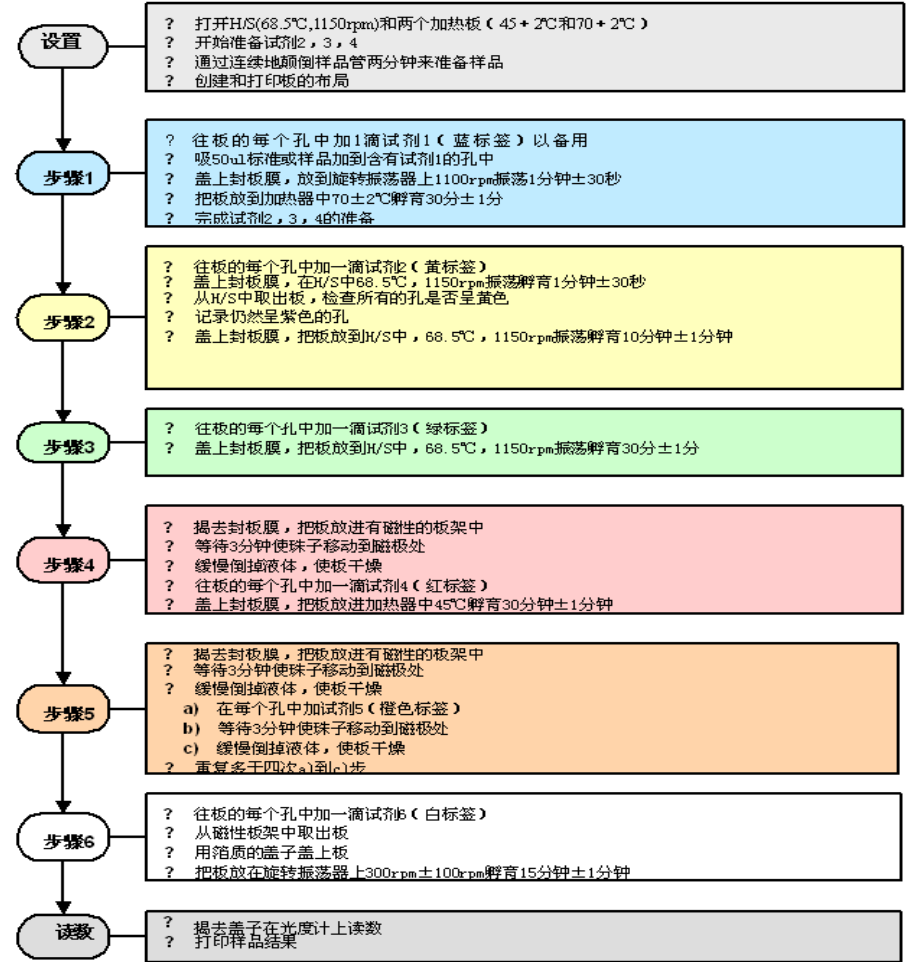 设置
? 打开H/S(68.5℃,1150rpm)和两个加热板(45+2℃和70+2℃)
? 开始准备试剂2，3，4
? 通过连续地颠倒样品管两分钟来准备样品
? 创建和打印板的布局
步骤1
? 往板的每个孔中加1滴试剂1(蓝标签)以备用
? 吸50ul标准或样品加到含有试剂1的孔中
? 盖上封板膜，放到旋转振荡器上1100rpm振荡1分钟±30秒
? 把板放到加热器中70±2℃孵育30分±1分
? 完成试剂2，3，4的准备
步骤2
? 往板的每个孔中加一滴试剂2(黄标签)
? 盖上封板膜，在H/S中68.5℃，1150rpm振荡孵育1分钟±30秒
? 从H/S中取出板，检查所有的孔是否呈黄色
? 记录仍然呈紫色的孔
? 盖上封板膜，把板放到H/S中，68.5℃，1150rpm振荡孵育10分钟±1分钟
步骤3
? 往板的每个孔中加一滴试剂3(绿标签)
? 盖上封板膜，把板放到H/S中，68.5℃，1150rpm振荡孵育30分±1分
步骤4
? 揭去封板膜，把板放进有磁性的板架中
? 等待3分钟使珠子移动到磁极处
? 缓慢倒掉液体，使板干燥
? 往板的每个孔中加一滴试剂4(红标签)
? 盖上封板膜，把板放进加热器中45℃孵育30分钟±1分钟
步骤5
? 揭去封板膜，把板放进有磁性的板架中
? 等待3分钟使珠子移动到磁极处
? 缓慢倒掉液体，使板干燥
a) 在每个孔中加试剂5(橙色标签)
b) 等待3分钟使珠子移动到磁极处
c) 缓慢倒掉液体，使板干燥
? 重复多于四次a)到c)步
步骤6
? 往板的每个孔中加一滴试剂6(白标签)
? 从磁性板架中取出板
? 用箔质的盖子盖上板
? 把板放在旋转振荡器上300rpm±100rpm孵育15分钟±1分钟
读数
? 揭去盖子在光度计上读数
? 打印样品结果